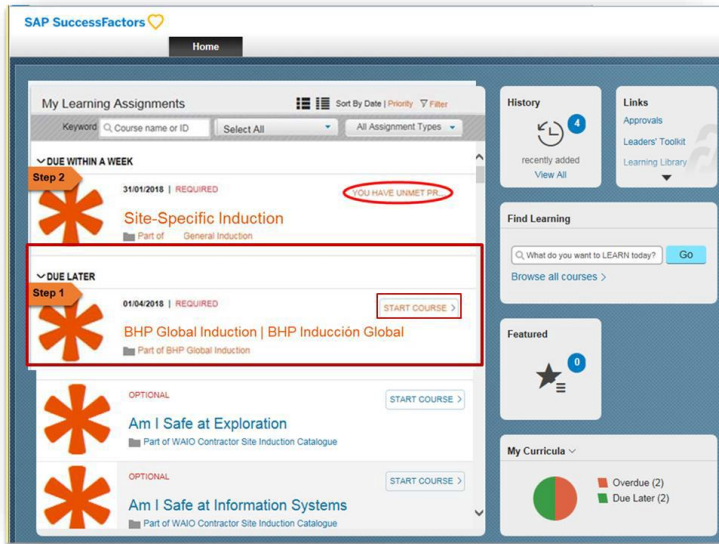 SAP SuccessFactors
Home
My Learning Assignments
Sort By Date | Priority Filter
Keyword Course name or ID Select All All Assignment Types
DUE WITHIN A WEEK
Step 2
31/01/2018 | REQUIRED YOU HAVE UNMET PR...
Site-Specific Induction
Part of General Induction
DUE LATER
Step 1
01/04/2018 | REQUIRED START COURSE >
BHP Global Induction | BHP Inducción Global
Part of BHP Global Induction
OPTIONAL START COURSE >
Am I Safe at Exploration
Part of WAIO Contractor Site Induction Catalogue
OPTIONAL START COURSE >
Am I Safe at Information Systems
Part of WAIO Contractor Site Induction Catalogue
History
4
recently added
View All
Links
Approvals
Leaders' Toolkit
Learning Library
Find Learning
What do you want to LEARN today? Go
Browse all courses >
Featured
0
My Curricula
Overdue (2)
Due Later (2)